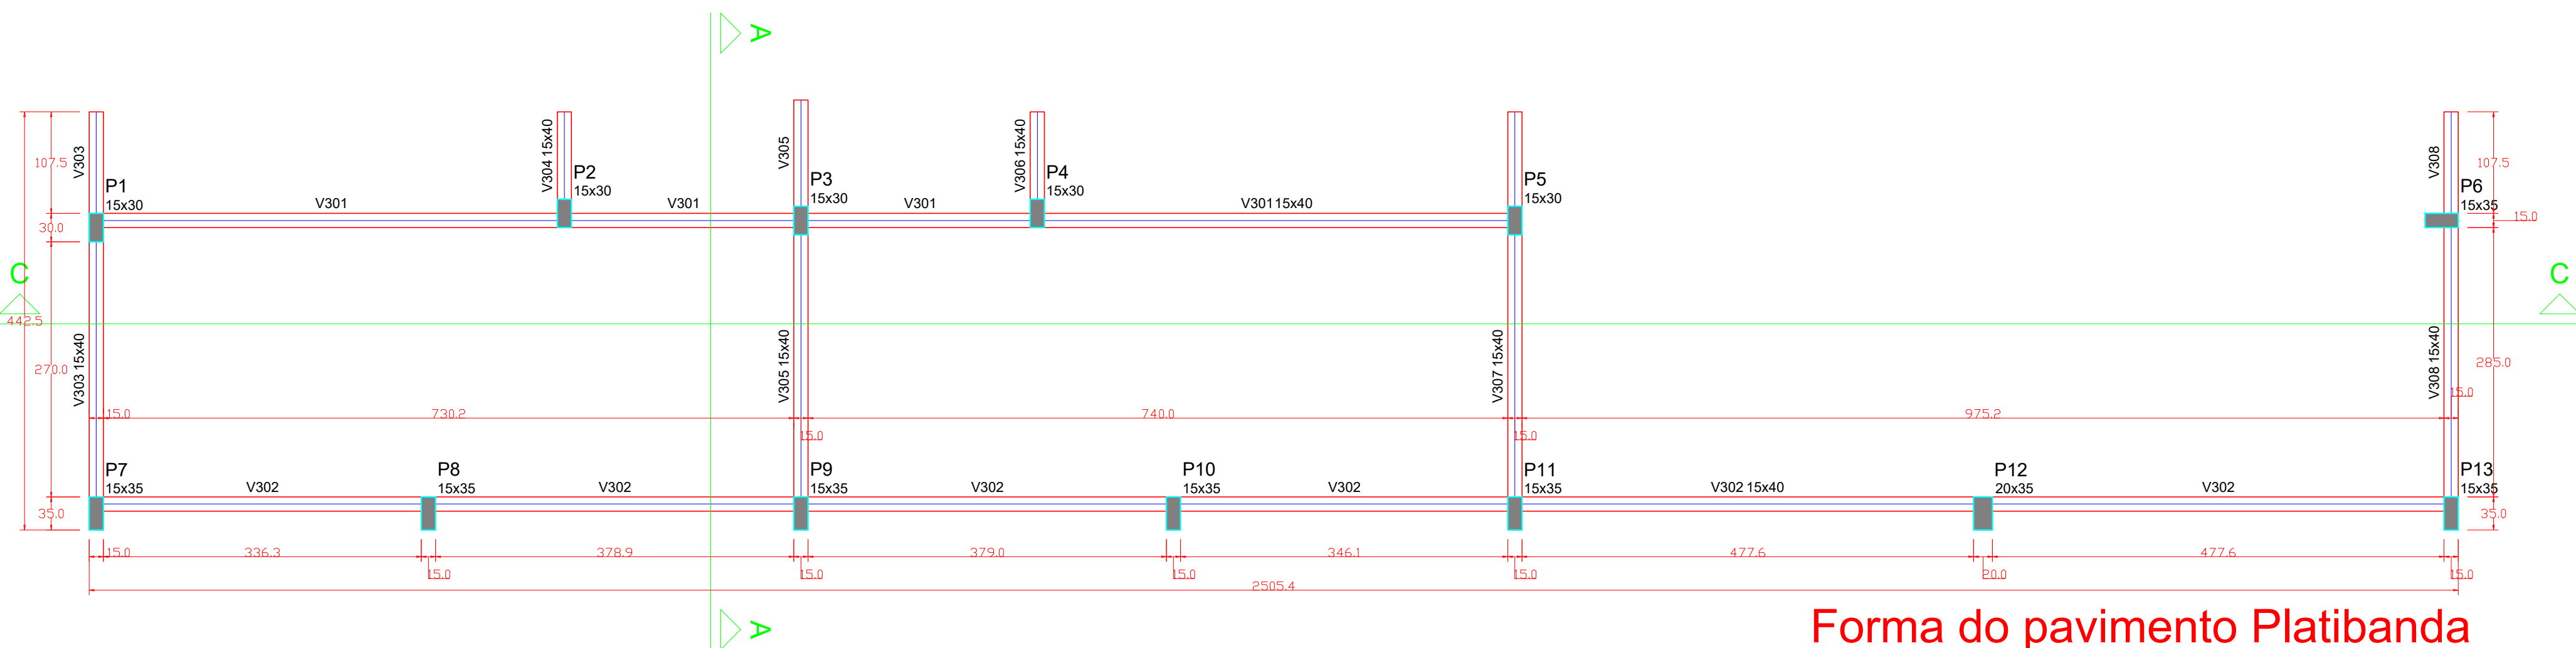 A
V303
V304 15x40
V305
V306 15x40
V308
107.5
107.5
P1
15x30
P2
15x30
P3
15x30
P4
15x30
P5
15x30
P6
15x35
V301
V301
V301
V301 15x40
30.0
15.0
C
C
442.5
V303 15x40
V305 15x40
V307 15x40
V308 15x40
270.0
285.0
15.0
730.2
740.0
975.2
15.0
15.0
15.0
P7
15x35
P8
15x35
P9
15x35
P10
15x35
P11
15x35
P12
20x35
P13
15x35
V302
V302
V302
V302
V302 15x40
V302
35.0
35.0
15.0
336.3
378.9
379.0
346.1
477.6
477.6
15.0
15.0
15.0
15.0
20.0
15.0
2505.4
A
Forma do pavimento Platibanda